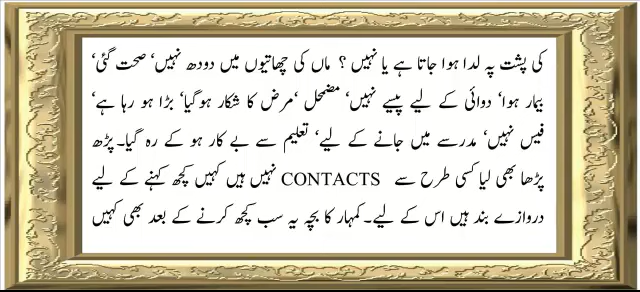 کی پشت پہ لدا ہوا جاتا ہے یا نہیں ؟ ماں کی چھاتیوں میں دودھ نہیں‘ صحت گئی‘
بیمار ہوا‘ دوائی کے لیے پیسے نہیں‘ مضمحل ‘مرض کا شکار ہوگیا‘ بڑا ہو رہا ہے‘
فیس نہیں‘ مدرسے میں جانے کے لیے‘ تعلیم سے بے کار ہو کے رہ گیا۔ پڑھ
پڑھا بھی لیا کسی طرح سے CONTACTS نہیں ہیں کہیں کچھ کہنے کے لیے
دروازے بند ہیں اس کے لیے۔ کمہار کا بچہ یہ سب کچھ کرنے کے بعد بھی کہیں